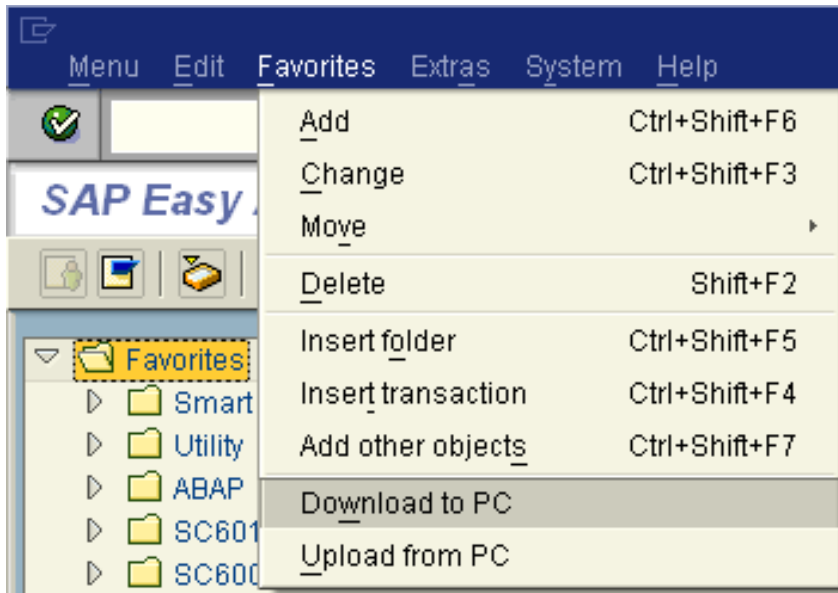 Menu Edit Favorites Extras System Help
Add Ctrl+Shift+F6
Change Ctrl+Shift+F3
SAP Easy
Move
Delete Shift+F2
Favorites
Insert folder Ctrl+Shift+F5
Smart
Insert transaction Ctrl+Shift+F4
Utility
Add other objects Ctrl+Shift+F7
ABAP
Download to PC
SC601
Upload from PC
SC600